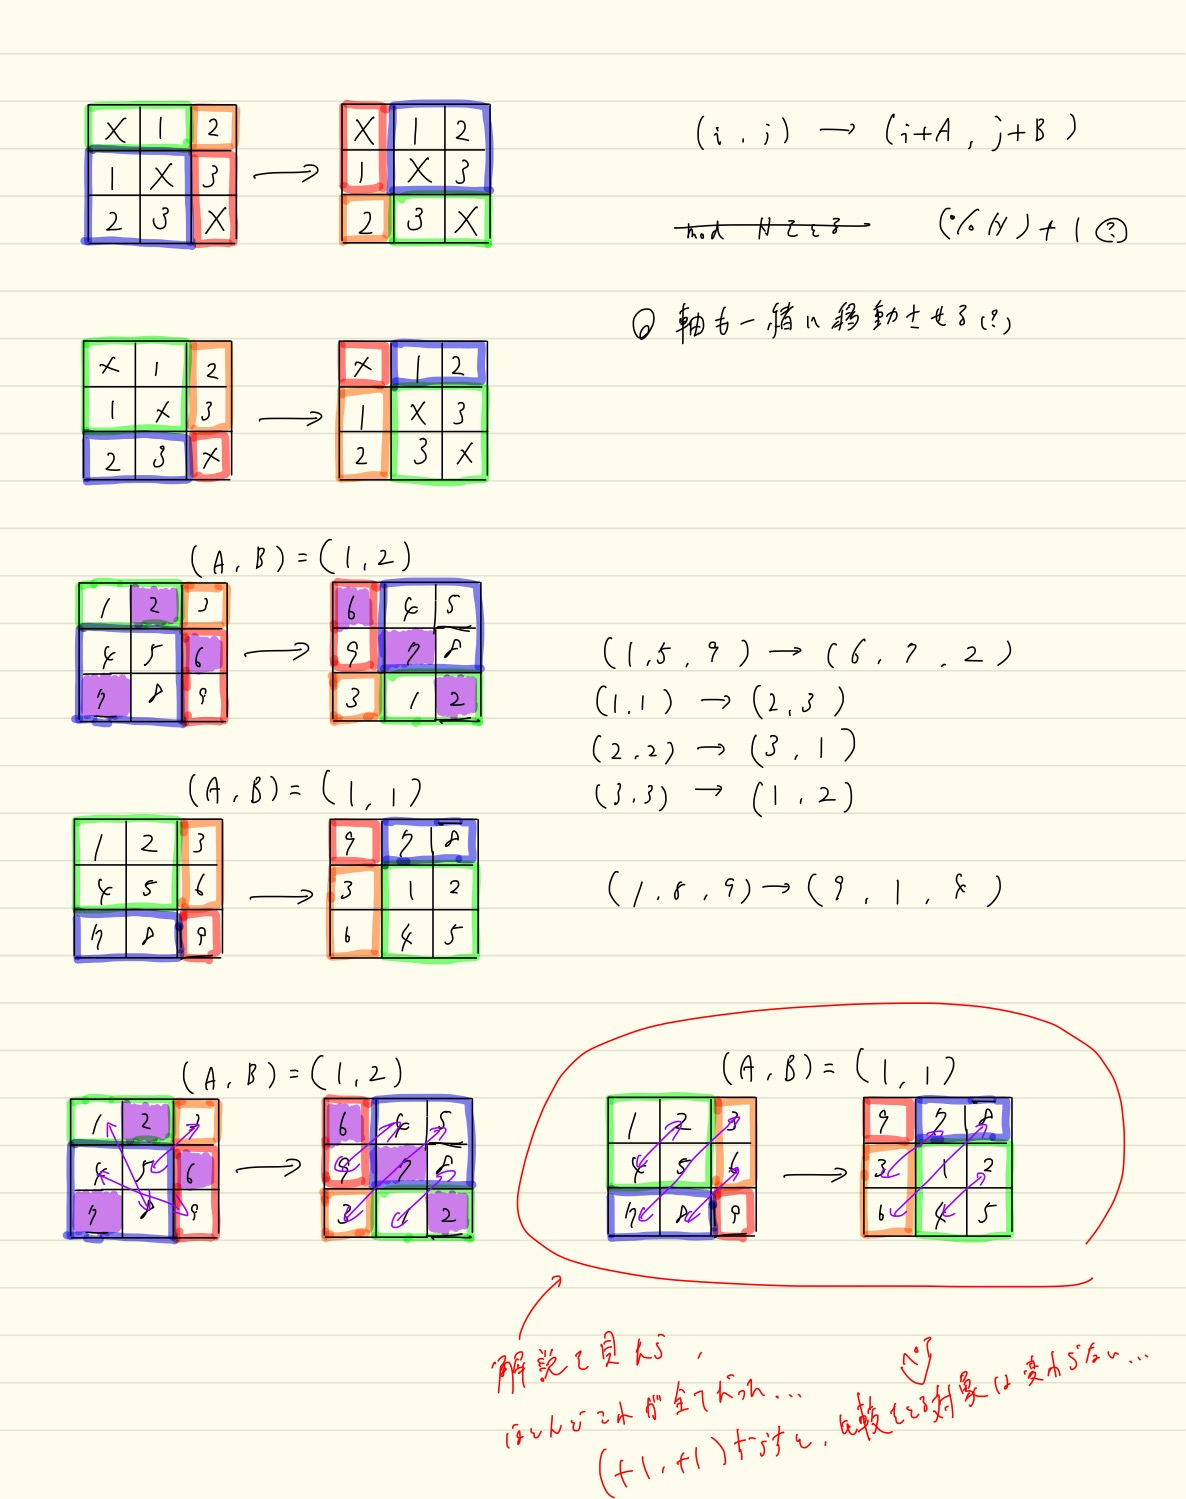 X 1 2
1 X 3
2 3 X
X 1 2
1 X 3
2 3 X
(i, j) → (i+A, j+B)
mod Nでとる
(% N) + 1 ?
◎ 軸も一緒に移動させる(?)
X 1 2
1 X 3
2 3 X
X 1 2
1 X 3
2 3 X
(A, B) = (1, 2)
1 2 3
4 5 6
7 8 9
6 4 5
9 7 8
3 1 2
(1, 5, 9) → (6, 7, 2)
(1, 1) → (2, 3)
(2, 2) → (3, 1)
(3, 3) → (1, 2)
(A, B) = (1, 1)
1 2 3
4 5 6
7 8 9
9 7 8
3 1 2
6 4 5
(1, 8, 9) → (9, 1, 4)
(A, B) = (1, 2)
1 2 3
4 5 6
7 8 9
6 4 5
9 7 8
3 1 2
(A, B) = (1, 1)
1 2 3
4 5 6
7 8 9
9 7 8
3 1 2
6 4 5
解説を見たら、
ほとんどこれが全てだった...
(+1, +1)ずらすと、比較する対象は変わらない...